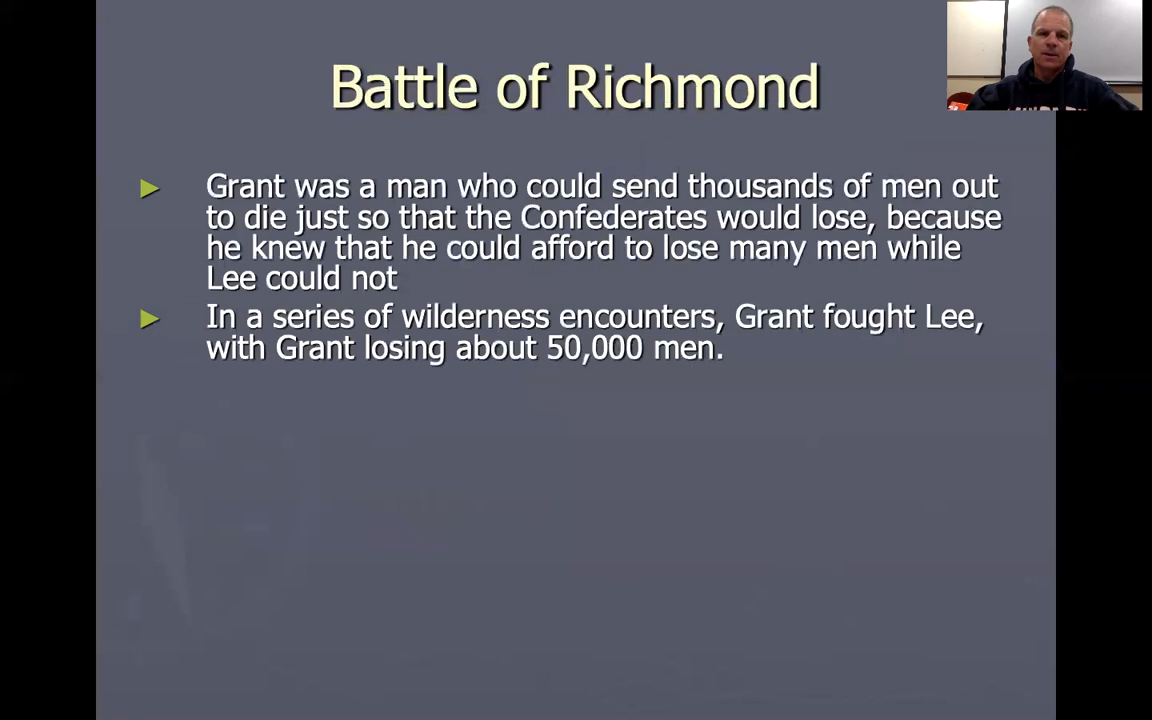 Battle of Richmond
► Grant was a man who could send thousands of men out
to die just so that the Confederates would lose, because
he knew that he could afford to lose many men while
Lee could not
► In a series of wilderness encounters, Grant fought Lee,
with Grant losing about 50,000 men.